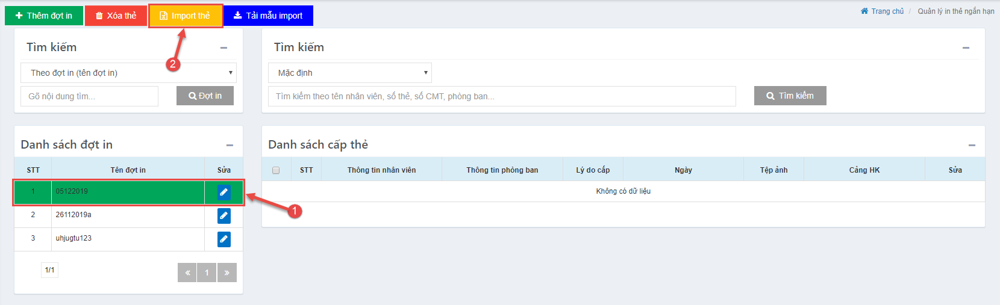 Thêm đợt in
Xóa thẻ
Import thẻ
Tải mẫu import
Trang chủ / Quản lý in thẻ ngắn hạn
2
Tìm kiếm
Theo đợt in (tên đợt in)
Gõ nội dung tìm...
Đợt in
Tìm kiếm
Mặc định
Tìm kiếm theo tên nhân viên, số thẻ, số CMT, phòng ban...
Tìm kiếm
Danh sách đợt in
STT Tên đợt in Sửa
1 05122019
2 26112019a
3 uhjugtu123
1/1
« 1 »
1
Danh sách cấp thẻ
STT Thông tin nhân viên Thông tin phòng ban Lý do cấp Ngày Tệp ảnh Cảng HK Sửa
Không có dữ liệu